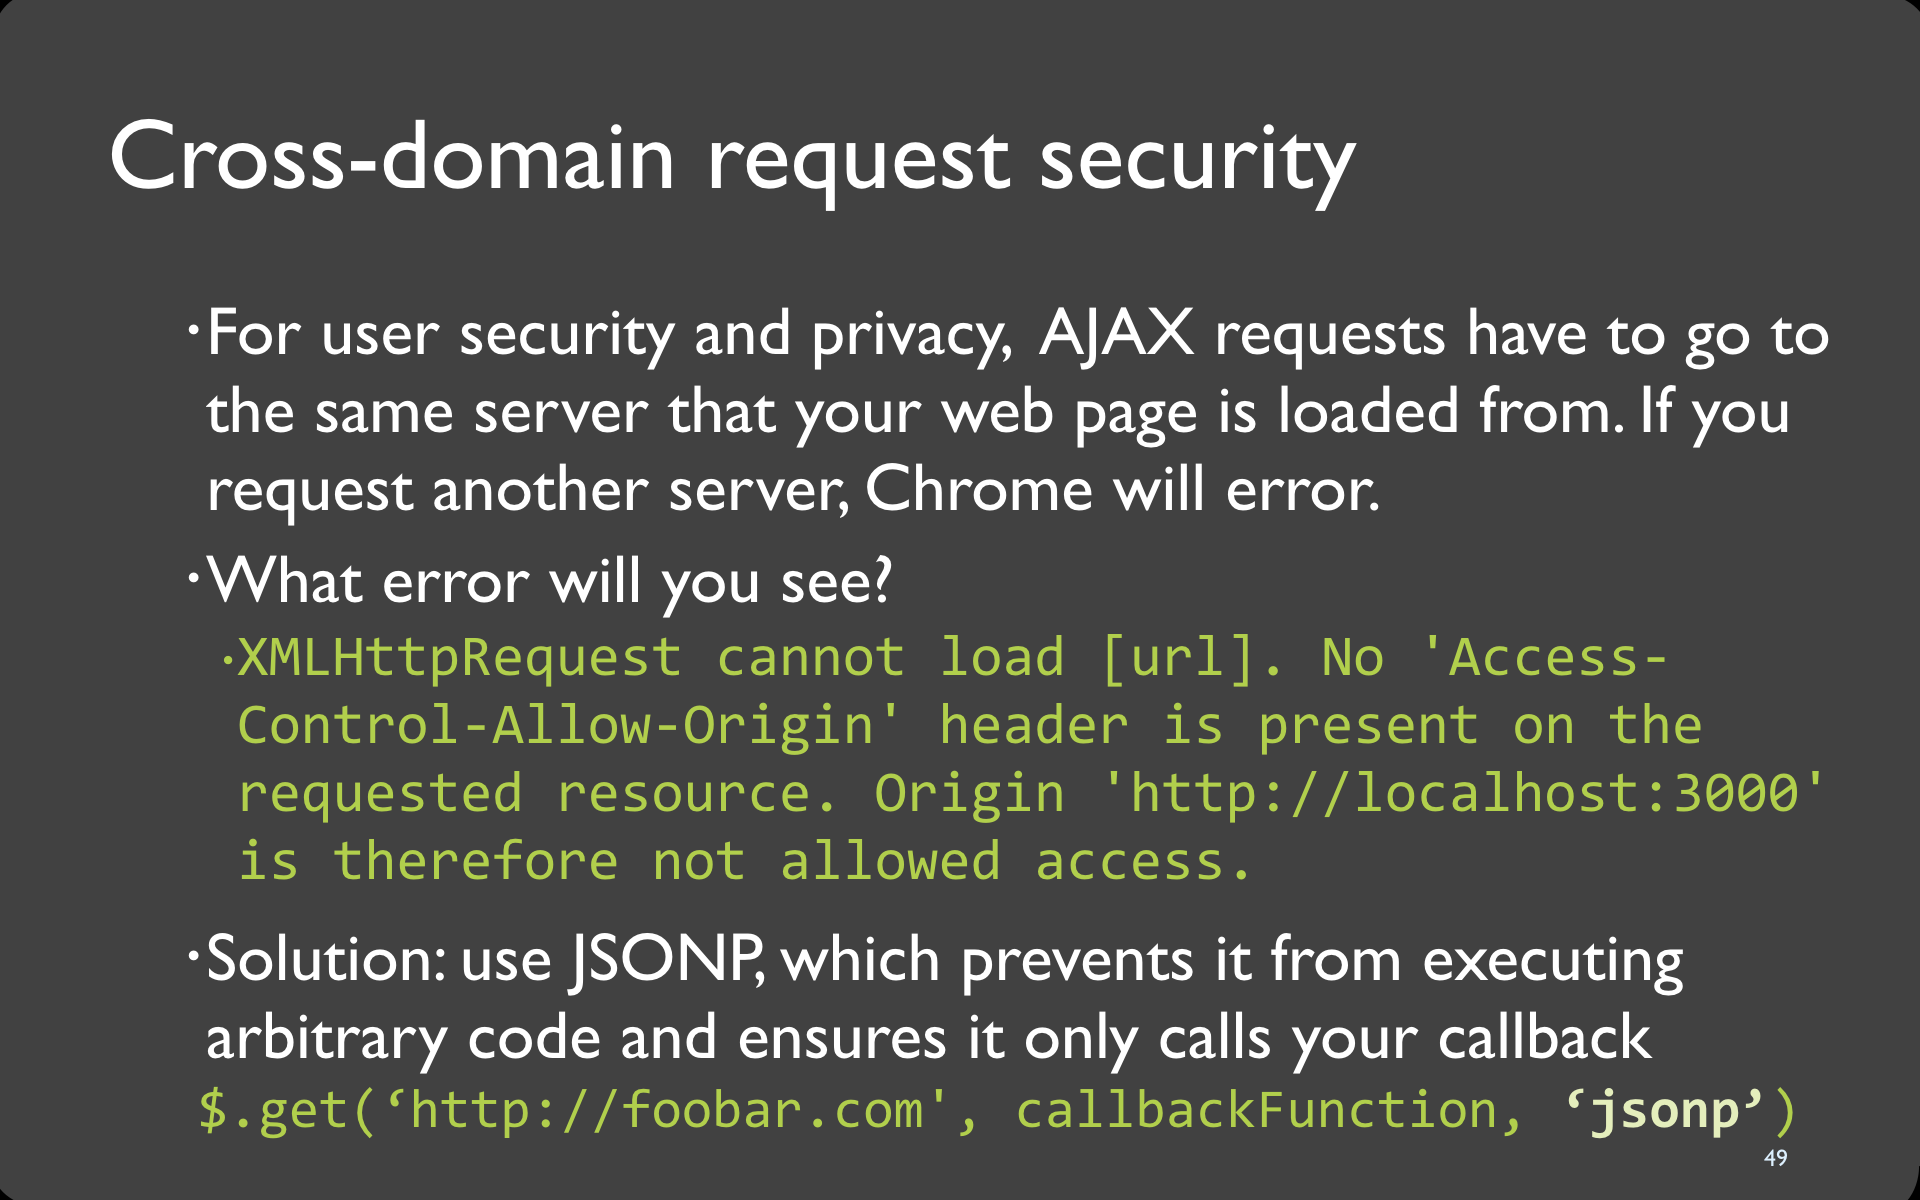 Cross-domain request security
•For user security and privacy, AJAX requests have to go to
the same server that your web page is loaded from. If you
request another server, Chrome will error.
•What error will you see?
•XMLHttpRequest cannot load [url]. No 'Access-
Control-Allow-Origin' header is present on the
requested resource. Origin 'http://localhost:3000'
is therefore not allowed access.
•Solution: use JSONP, which prevents it from executing
arbitrary code and ensures it only calls your callback
$.get(‘http://foobar.com', callbackFunction, ‘jsonp’)
49